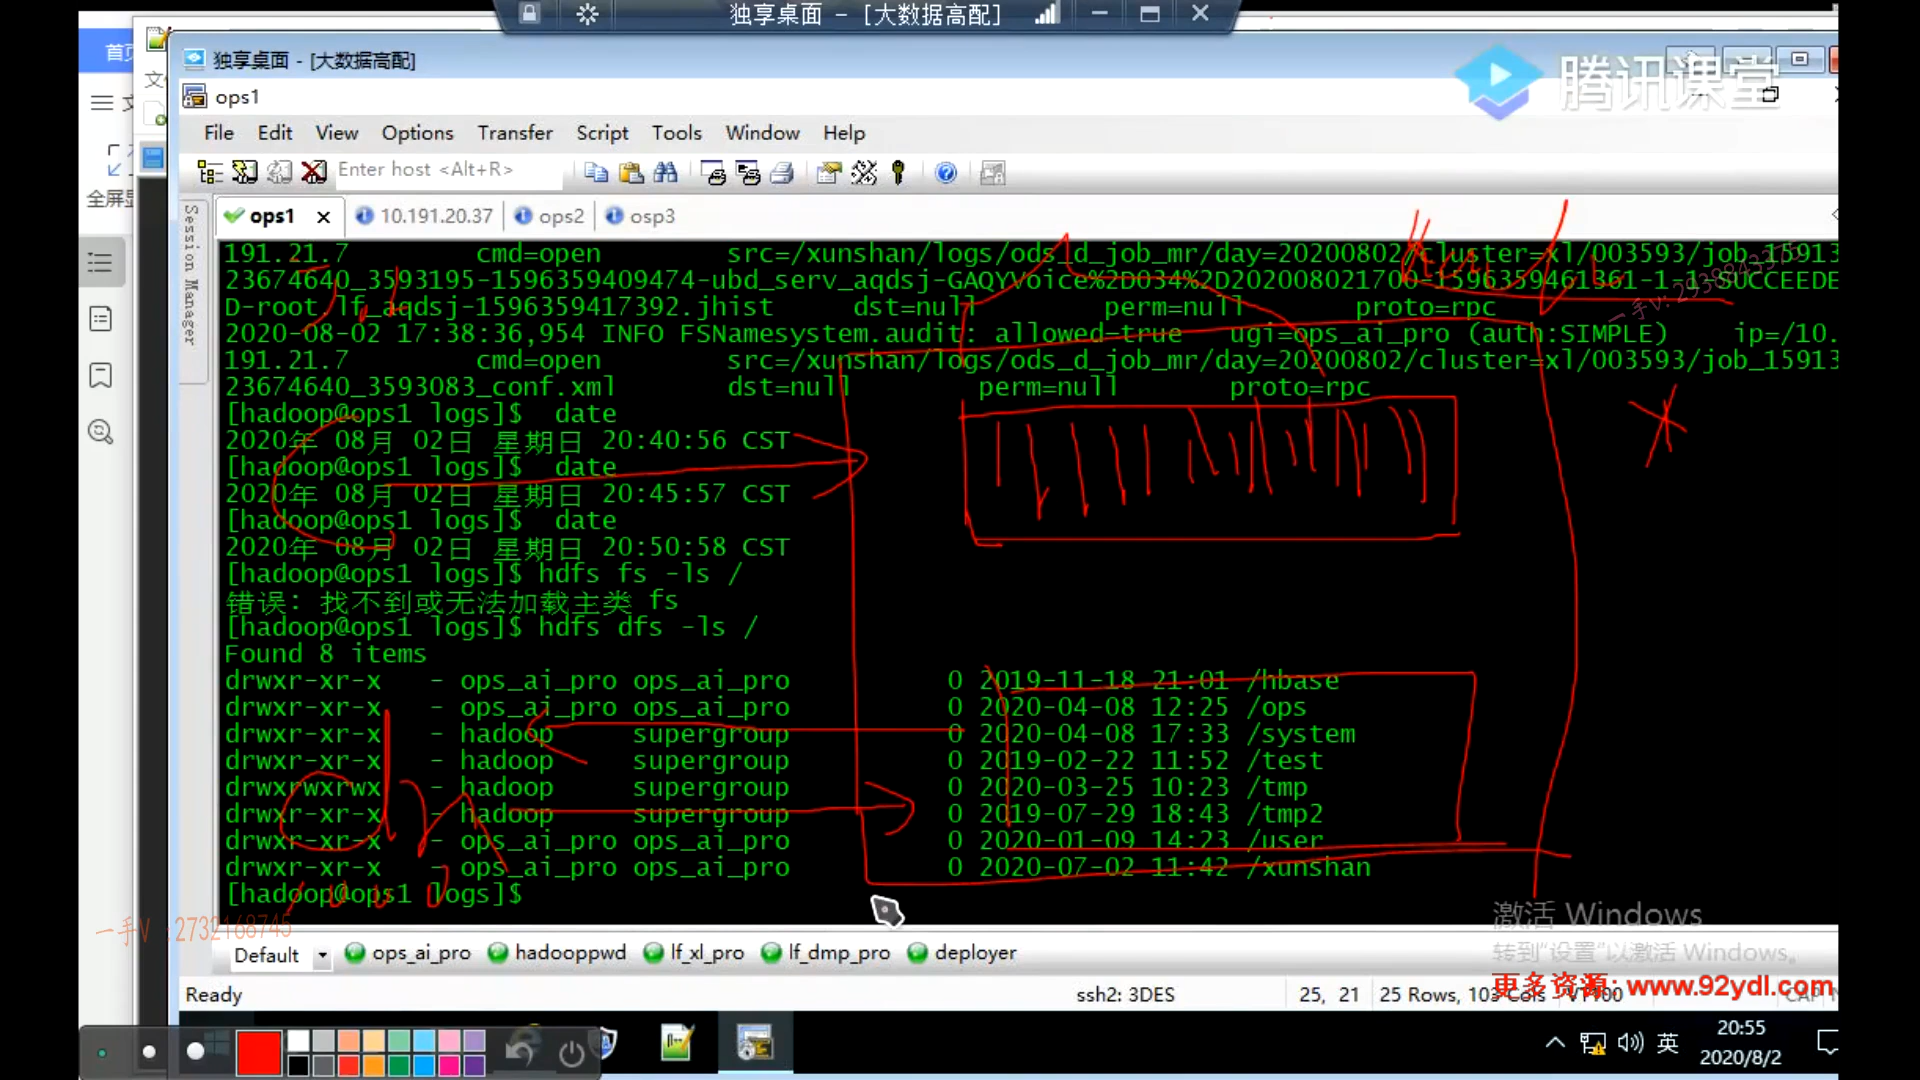 独享桌面 - [大数据高配]
首页
独享桌面 - [大数据高配]
腾讯课堂
ops1
File Edit View Options Transfer Script Tools Window Help
Enter host <Alt+R>
全屏显
Session Manager
ops1 10.191.20.37 ops2 osp3
191.21.7 cmd=open src=/xunshan/logs/ods_d_job_mr/day=20200802/cluster=xl/003593/job_15913
23674640_3593195-1596359409474-ubd_serv_aqdsj-GAQYVoice%2D034%2D2020080217
D-root.lf_aqdsj-1596359417392.jhist dst=null perm=null proto=rpc
2020-08-02 17:38:36,954 INFO FSNamesystem.audit: allowed=true ugi=ops_ai_pro (auth:SIMPLE) ip=/10.
191.21.7 cmd=open src=/xunshan/logs/ods_d_job_mr/day=20200802/cluster=xl/003593/job_15913
23674640_3593083_conf.xml dst=null perm=null proto=rpc
[hadoop@ops1 logs]$ date
2020年 08月 02日 星期日 20:40:56 CST
[hadoop@ops1 logs]$ date
2020年 08月 02日 星期日 20:45:57 CST
[hadoop@ops1 logs]$ date
2020年 08月 02日 星期日 20:50:58 CST
[hadoop@ops1 logs]$ hdfs fs -ls /
错误: 找不到或无法加载主类 fs
[hadoop@ops1 logs]$ hdfs dfs -ls /
Found 8 items
drwxr-xr-x - ops_ai_pro ops_ai_pro 0 2019-11-18 21:01 /hbase
drwxr-xr-x - ops_ai_pro ops_ai_pro 0 2020-04-08 12:25 /ops
drwxr-xr-x - hadoop supergroup 0 2020-04-08 17:33 /system
drwxr-xr-x - hadoop supergroup 0 2019-02-22 11:52 /test
drwxrwxrwx - hadoop supergroup 0 2020-03-25 10:23 /tmp
drwxr-xr-x - hadoop supergroup 0 2019-07-29 18:43 /tmp2
drwxr-xr-x - ops_ai_pro ops_ai_pro 0 2020-01-09 14:23 /user
drwxr-xr-x - ops_ai_pro ops_ai_pro 0 2020-07-02 11:42 /xunshan
[hadoop@ops1 logs]$
一手V :2732168745
激活 Windows
转到"设置"以激活 Windows。
Default ops_ai_pro hadooppwd lf_xl_pro lf_dmp_pro deployer
更多资源: www.92ydl.com
Ready ssh2: 3DES 25, 21 25 Rows, 103 Cols VT100
英 20:55
2020/8/2